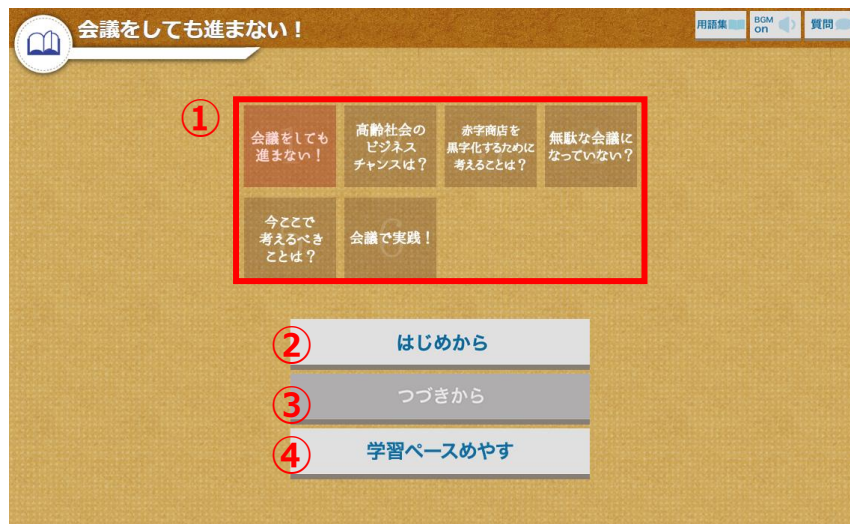 会議をしても進まない！
用語集
BGM
on
質問
①
会議をしても
進まない！
高齢社会の
ビジネス
チャンスは？
赤字商店を
黒字化するために
考えることは？
無駄な会議に
なっていない？
今ここで
考えるべき
ことは？
会議で実践！
②
はじめから
③
つづきから
④
学習ペースめやす